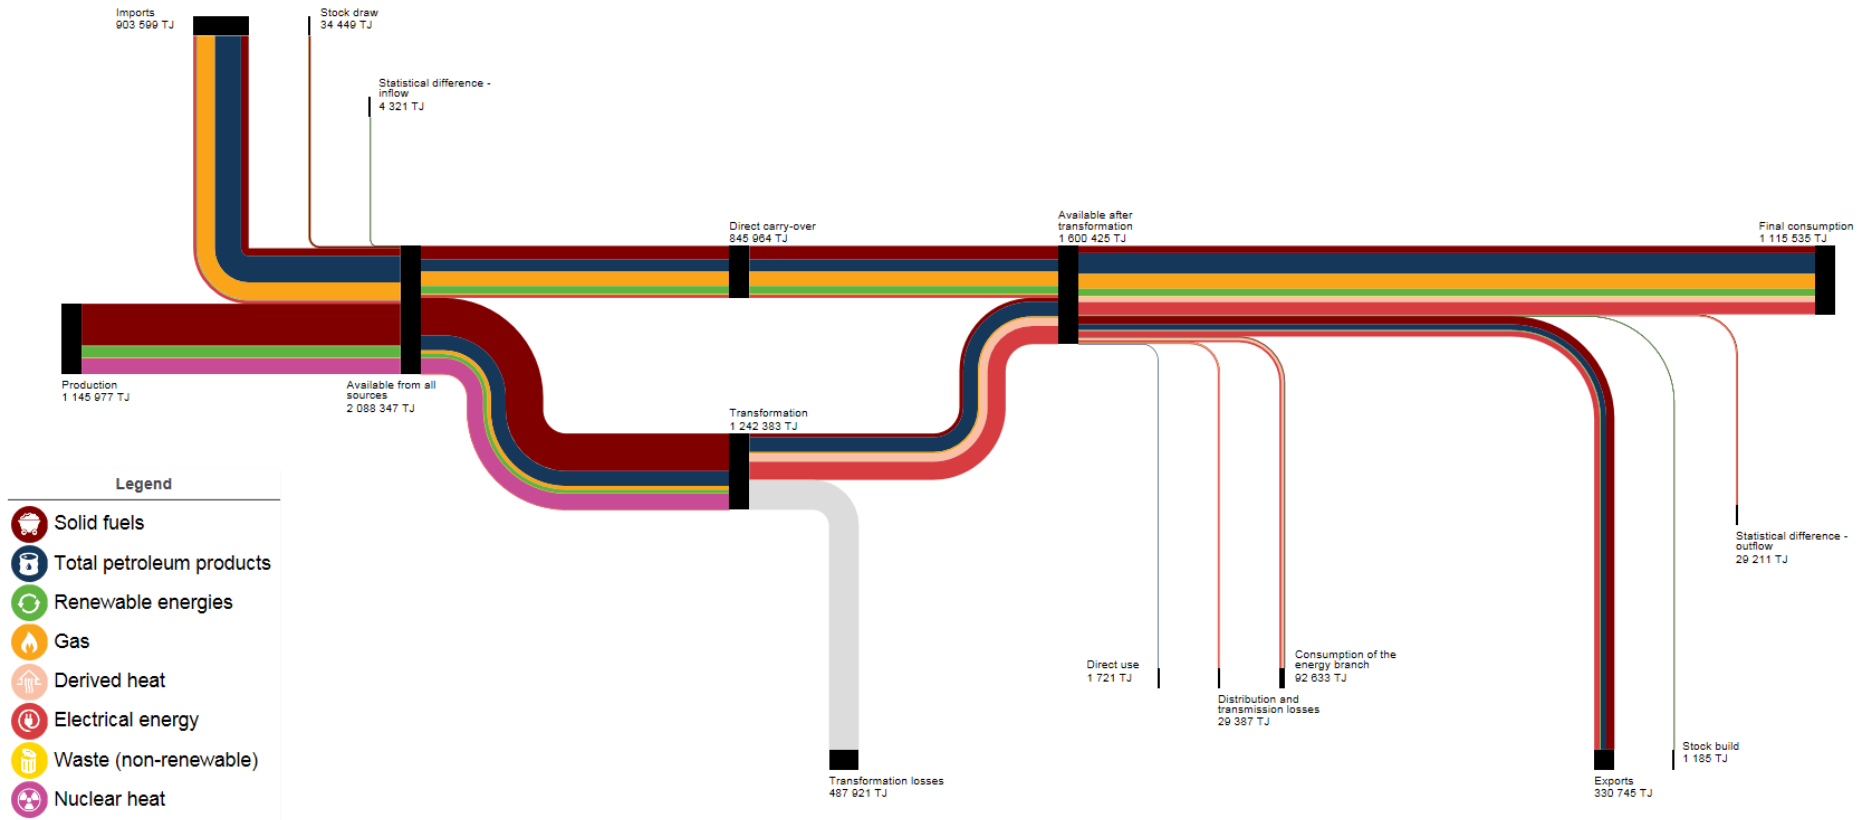 Imports
903 599 TJ
Stock draw
34 449 TJ
Statistical difference -
inflow
4 321 TJ
Direct carry-over
845 964 TJ
Available after
transformation
1 600 425 TJ
Final consumption
1 115 535 TJ
Production
1 145 977 TJ
Available from all
sources
2 088 347 TJ
Transformation
1 242 383 TJ
Legend
Solid fuels
Total petroleum products
Renewable energies
Gas
Derived heat
Electrical energy
Waste (non-renewable)
Nuclear heat
Statistical difference -
outflow
29 211 TJ
Direct use
1 721 TJ
Consumption of the
energy branch
92 633 TJ
Distribution and
transmission losses
29 387 TJ
Stock build
1 185 TJ
Transformation losses
487 921 TJ
Exports
330 745 TJ